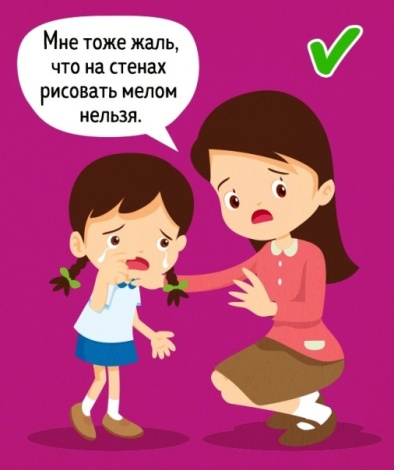 Мне тоже жаль,
что на стенах
рисовать мелом
нельзя.